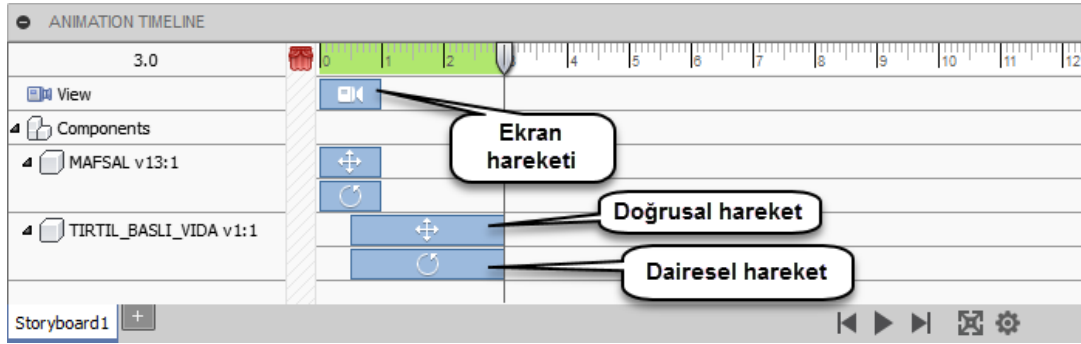 ANIMATION TIMELINE
3.0
0 1 2 3 4 5 6 7 8 9 10 11 12
View
Ekran
hareketi
Components
MAFSAL v13:1
Doğrusal hareket
TIRTIL_BASLI_VIDA v1:1
Dairesel hareket
Storyboard1 +